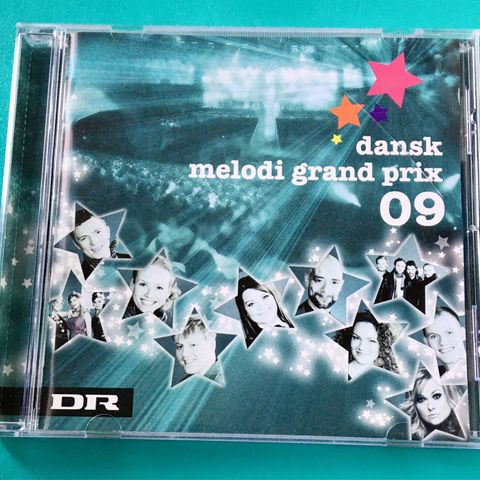 dansk
melodi grand prix
09
DR